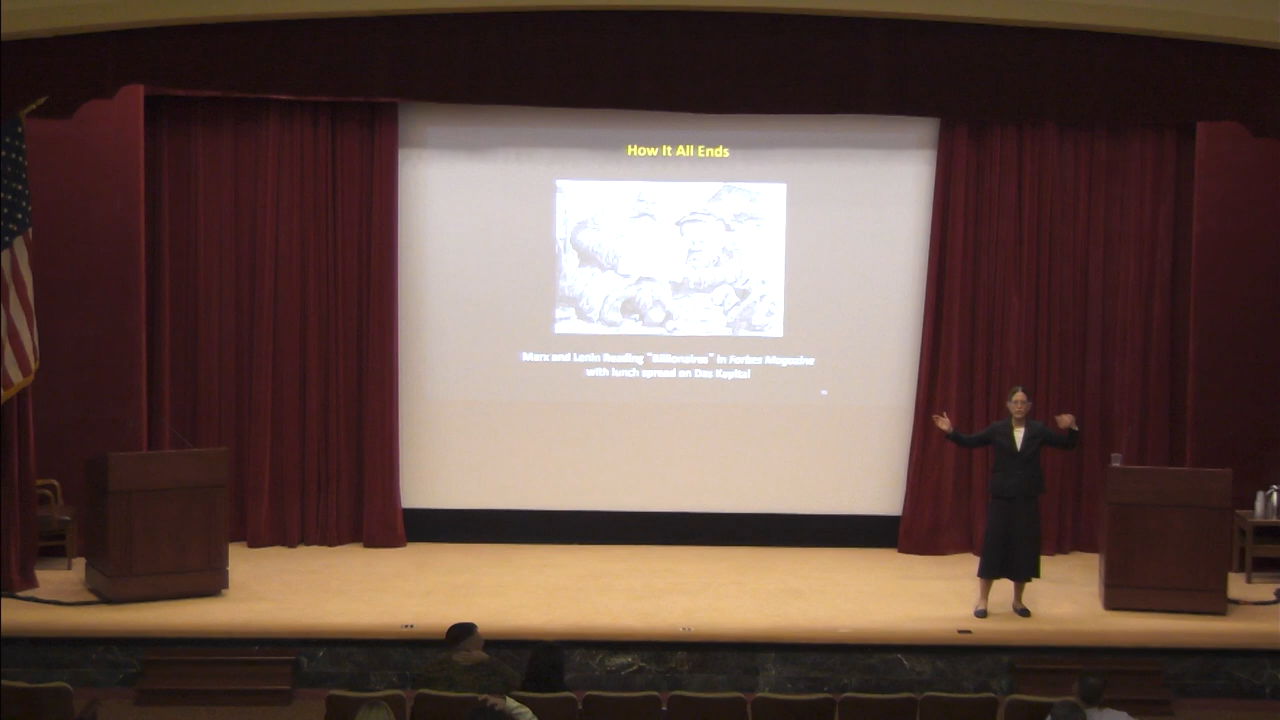 How It All Ends
Marx and Lenin Reading "Billionaires" in Forbes Magazine
with lunch spread on Das Kapital